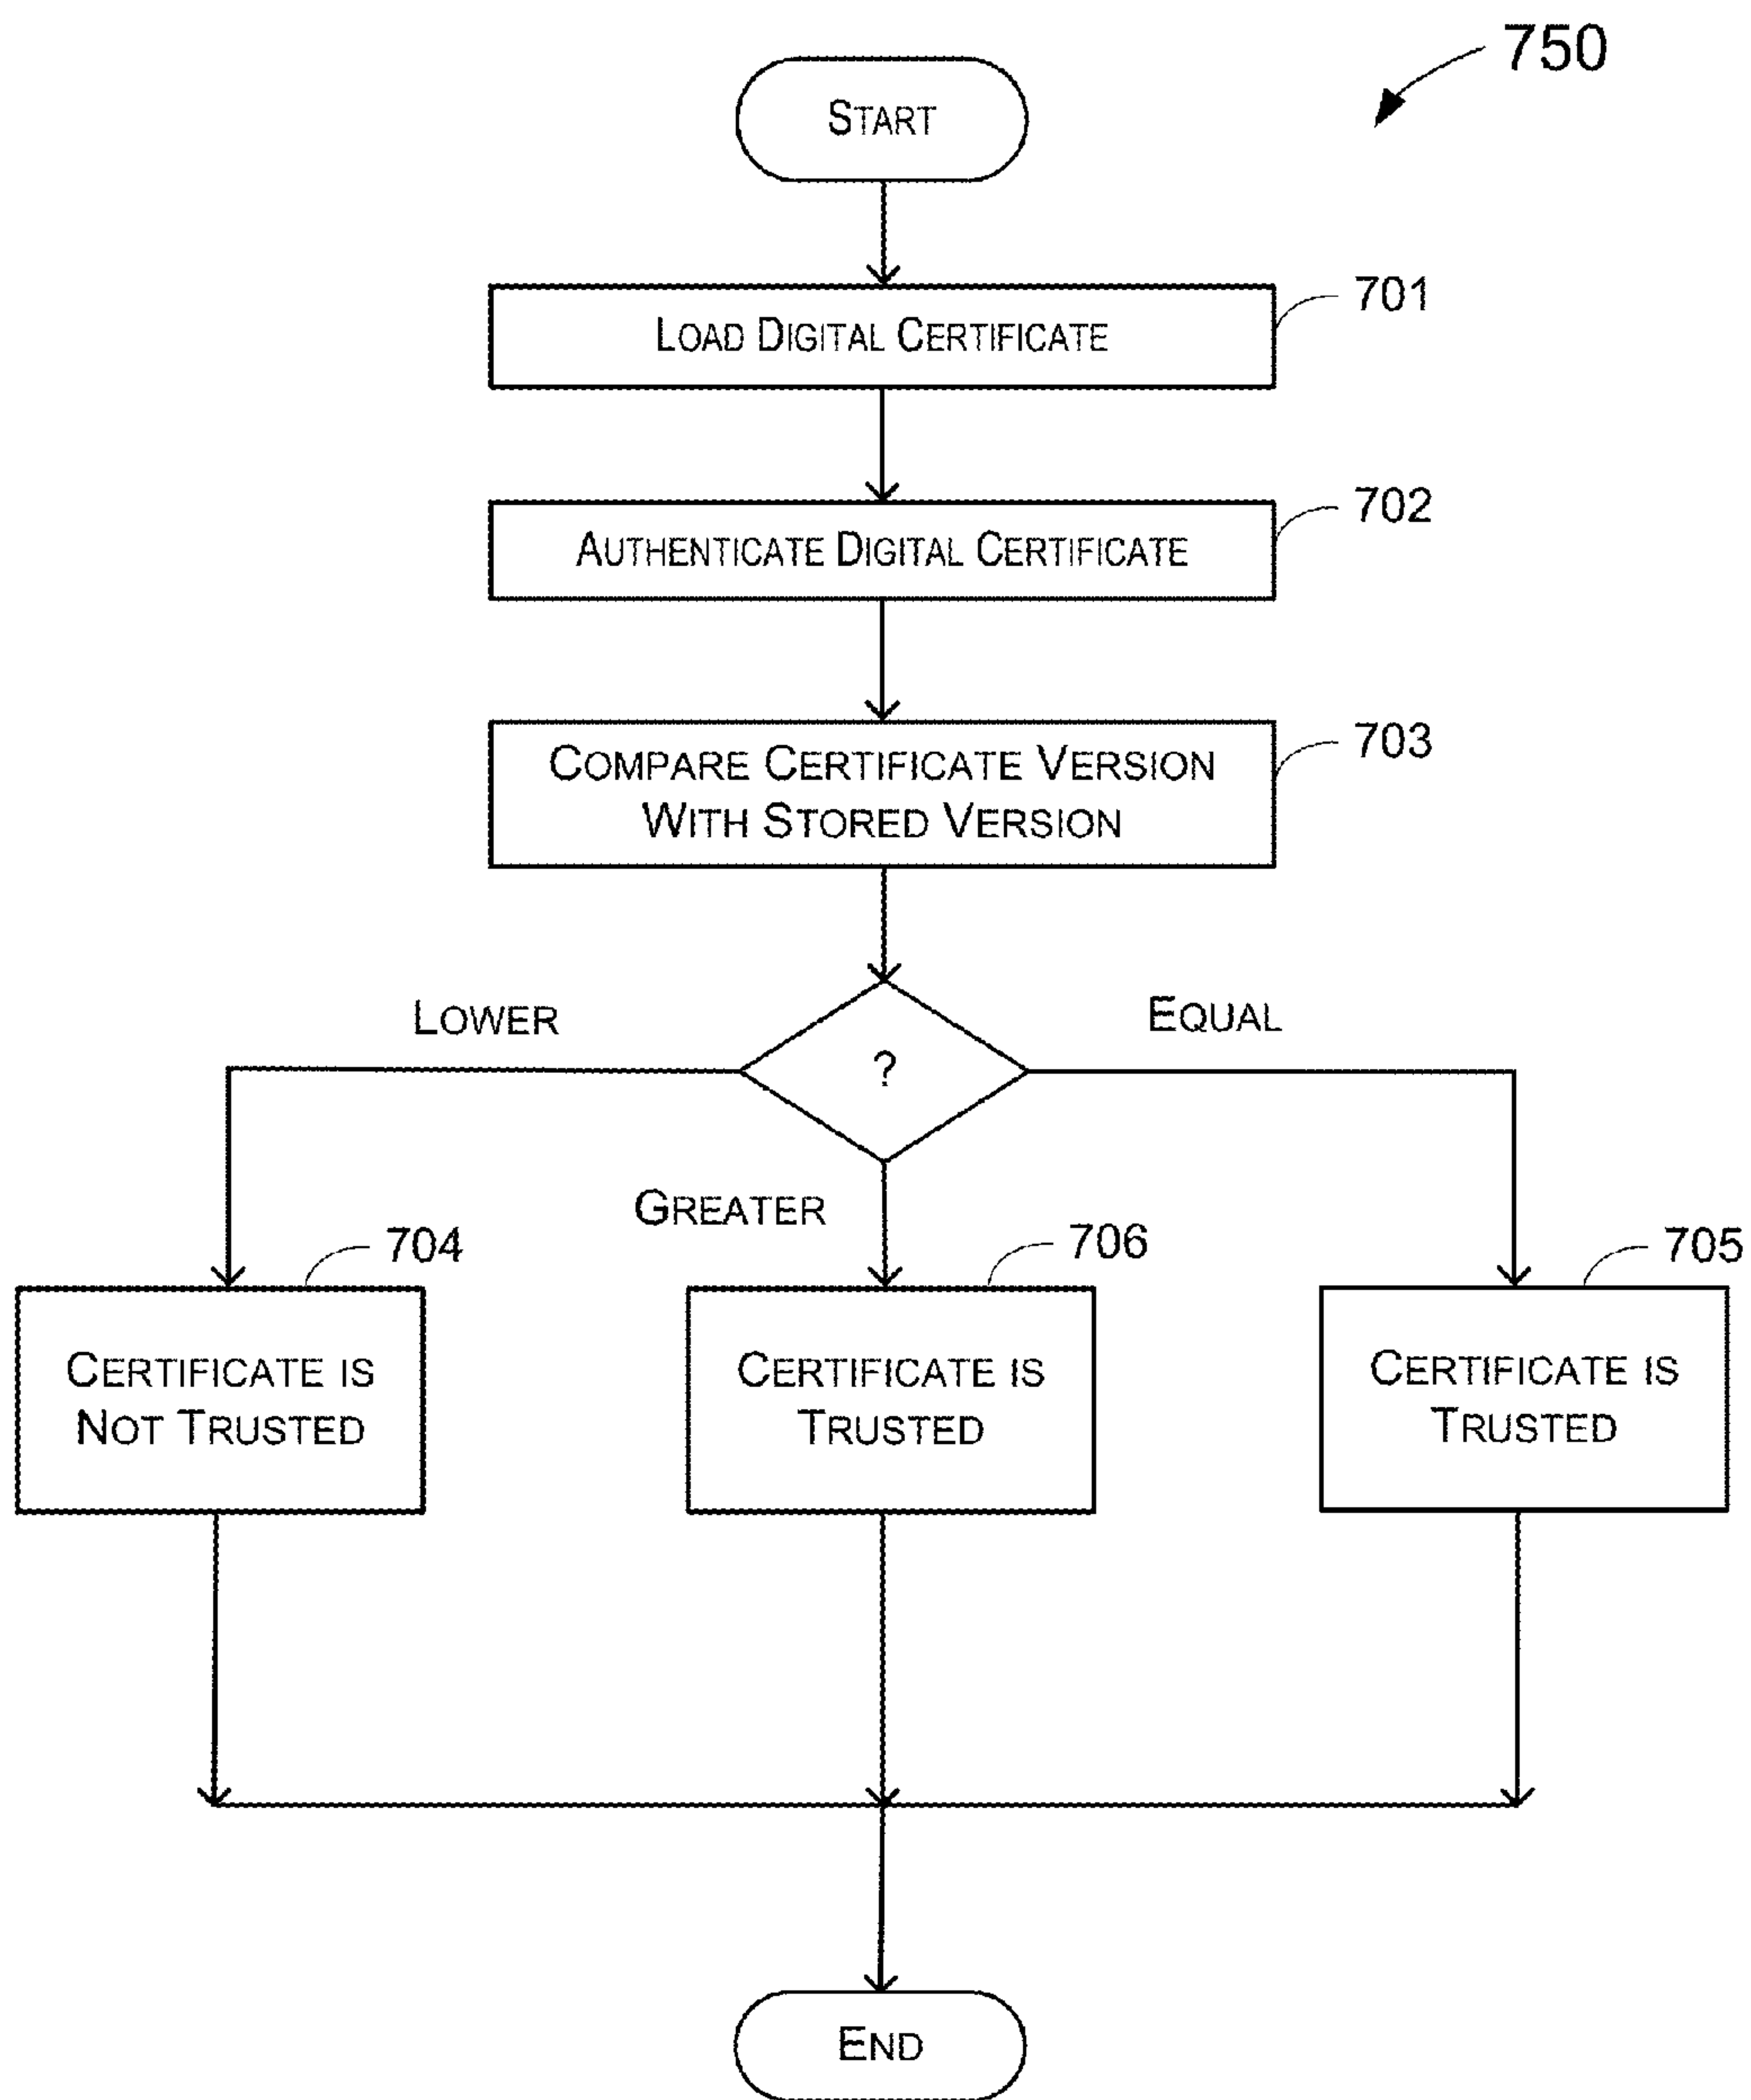 750
START
701
LOAD DIGITAL CERTIFICATE
702
AUTHENTICATE DIGITAL CERTIFICATE
703
COMPARE CERTIFICATE VERSION
WITH STORED VERSION
LOWER
EQUAL
?
GREATER
704
706
705
CERTIFICATE IS
NOT TRUSTED
CERTIFICATE IS
TRUSTED
CERTIFICATE IS
TRUSTED
END